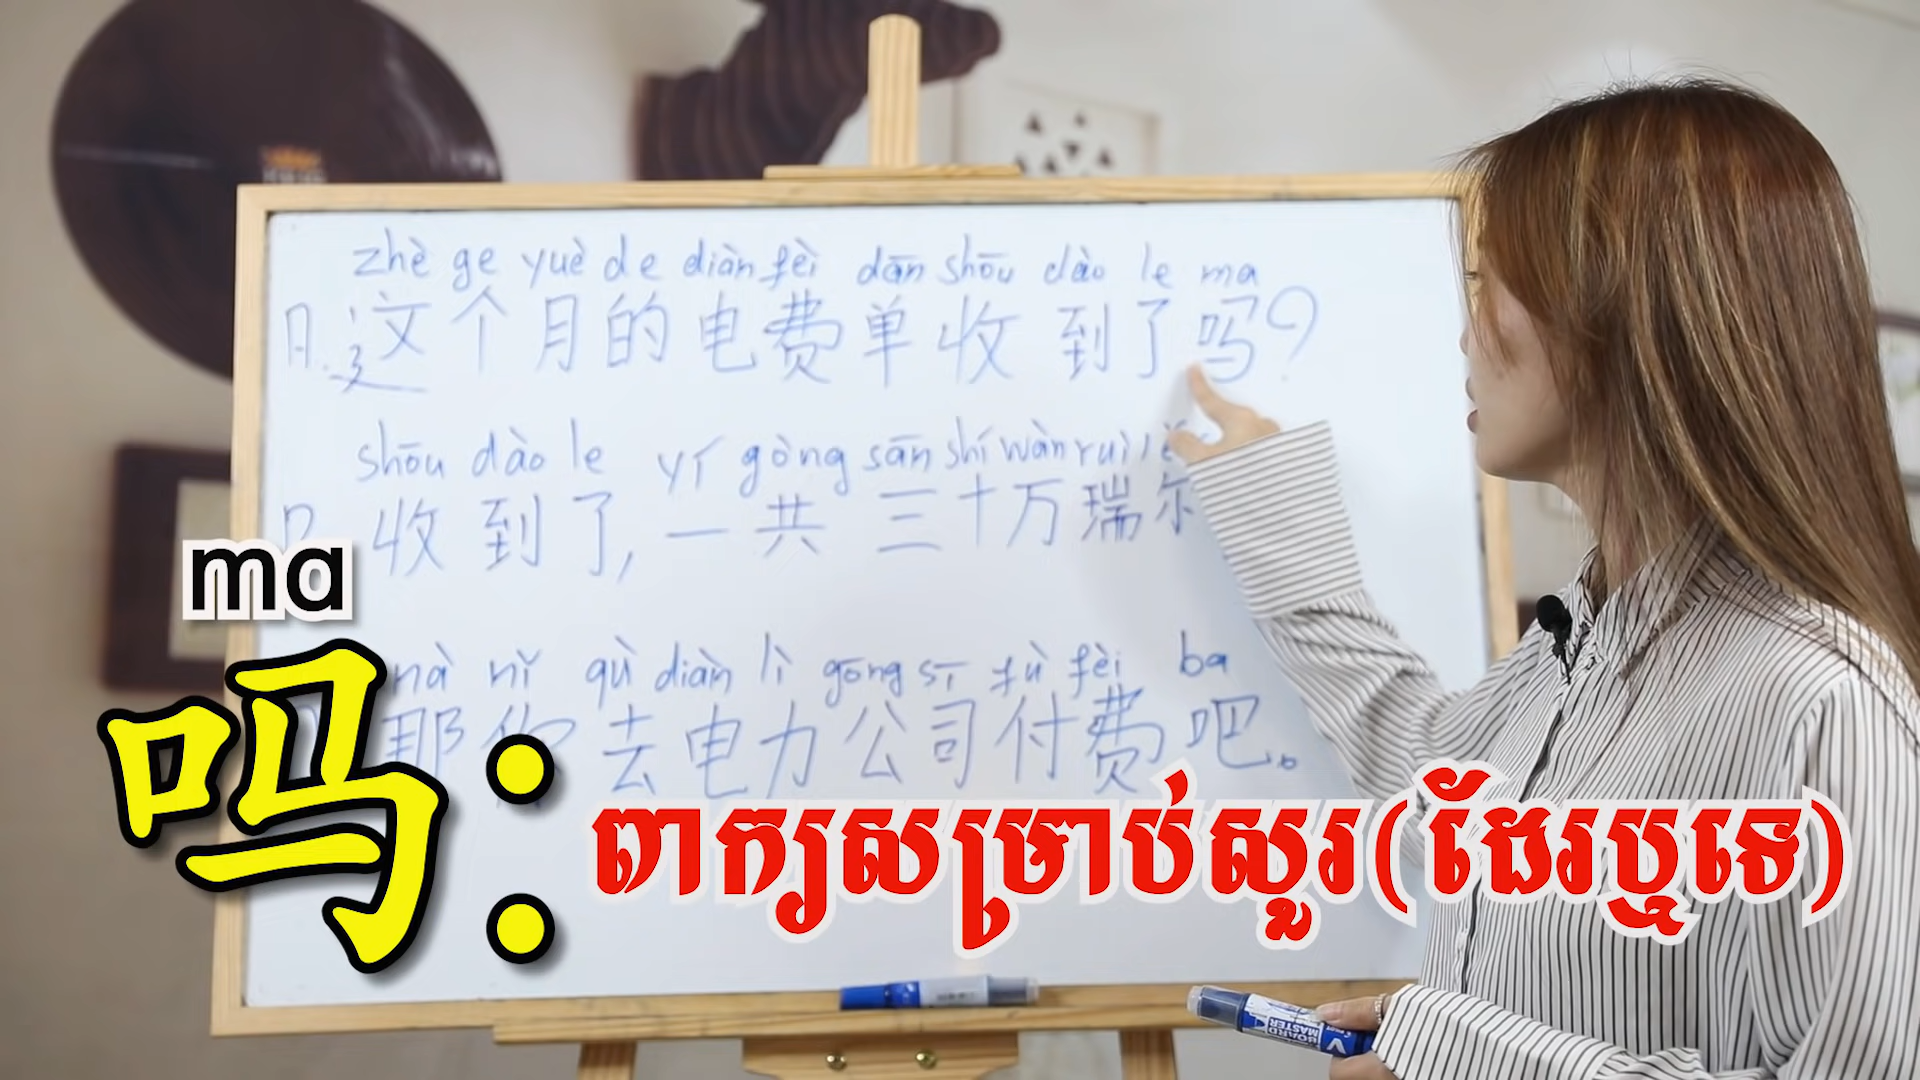 zhè ge yuè de diàn fèi dān shōu dào le ma
A.这个月的电费单收到了吗?
shōu dào le yí gòng sān shí wàn ruì
收到了,一共三十万瑞尔
ma
nà nǐ qù diàn lì gōng sī fù fèi ba
那你去电力公司付费吧。
吗:
ពាក្យសម្រាប់សួរ(ដែរឬទេ)
BOARD
MASTER